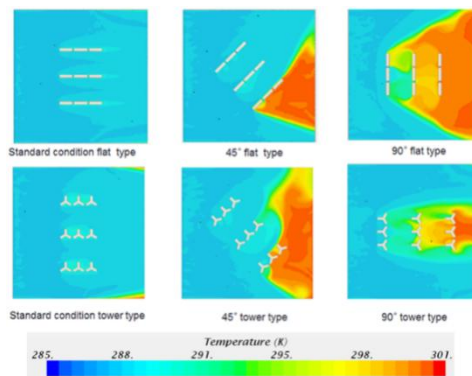 Standard condition flat type
45° flat type
90° flat type
Standard condition tower type
45° tower type
90° tower type
Temperature (K)
285. 288. 291. 295. 298. 301.